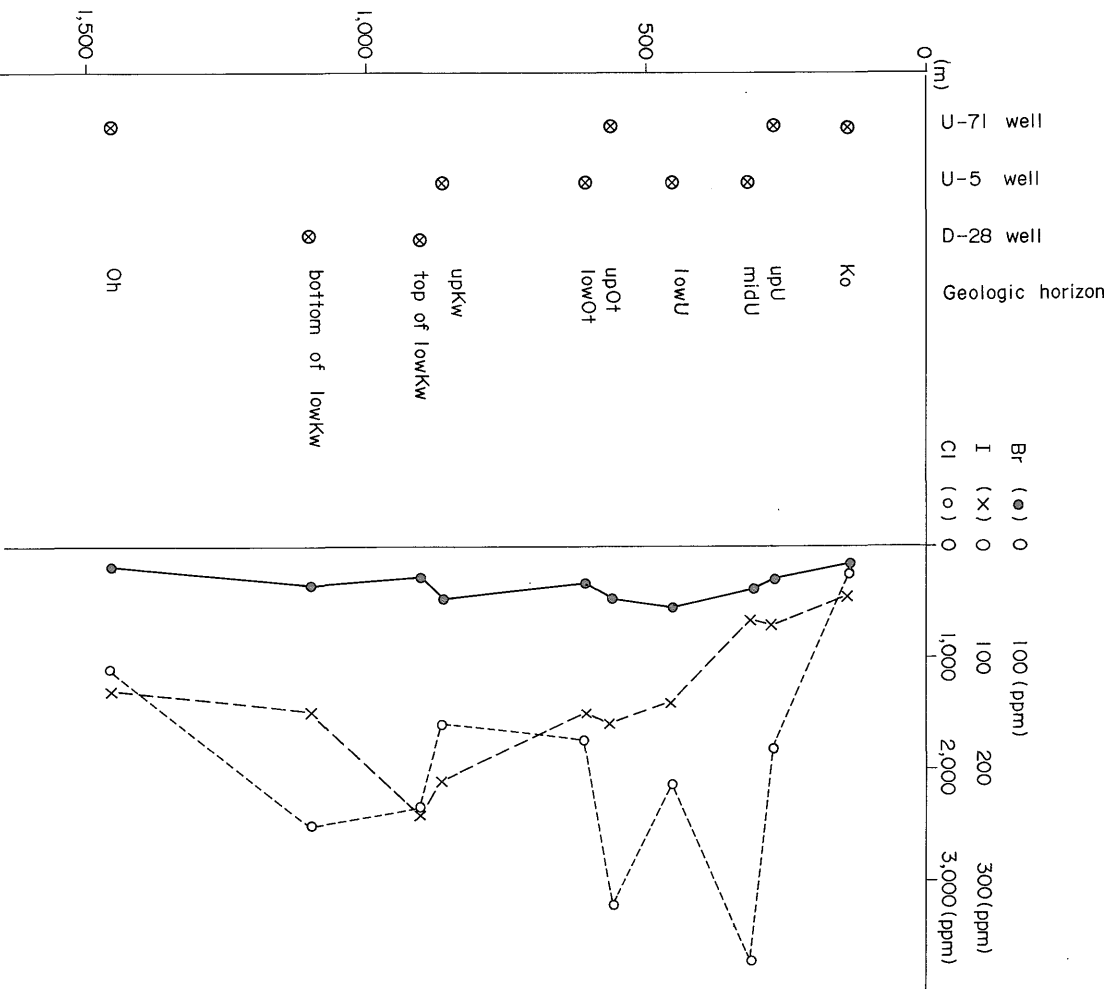 0
500
1,000
1,500
(m)
U-71 well
U-5 well
D-28 well
Geologic horizon
Ko
upU
midU
lowU
upOt
lowOt
upKw
top of lowKw
bottom of lowKw
Oh
Br (●) 0 100 (ppm)
I (×) 0 100 200 300 (ppm)
Cl (○) 0 1,000 2,000 3,000 (ppm)